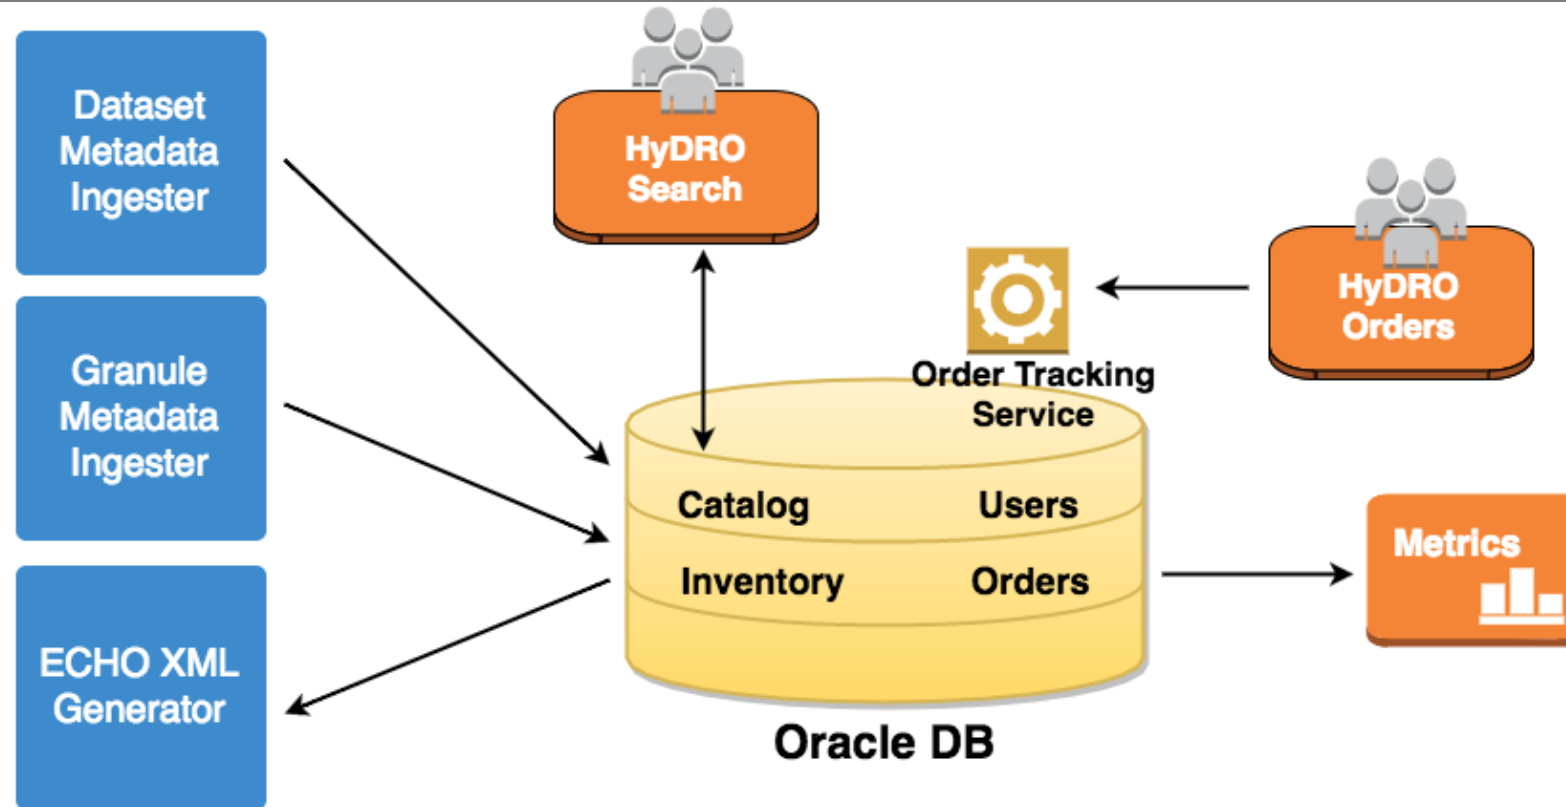 Dataset
Metadata
Ingester
HyDRO
Search
HyDRO
Orders
Granule
Metadata
Ingester
Order Tracking
Service
Catalog
Users
Inventory
Orders
Metrics
ECHO XML
Generator
Oracle DB